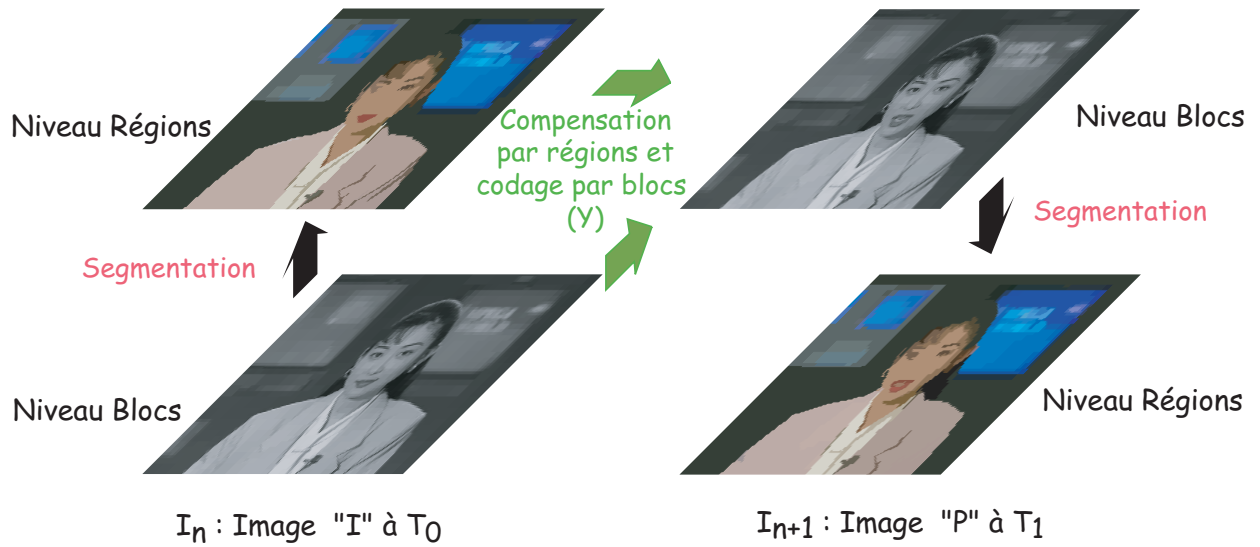 Niveau Régions
Compensation
par régions et
codage par blocs
(Y)
Niveau Blocs
Segmentation
Segmentation
Niveau Blocs
Niveau Régions
In : Image "I" à T0
In+1 : Image "P" à T1